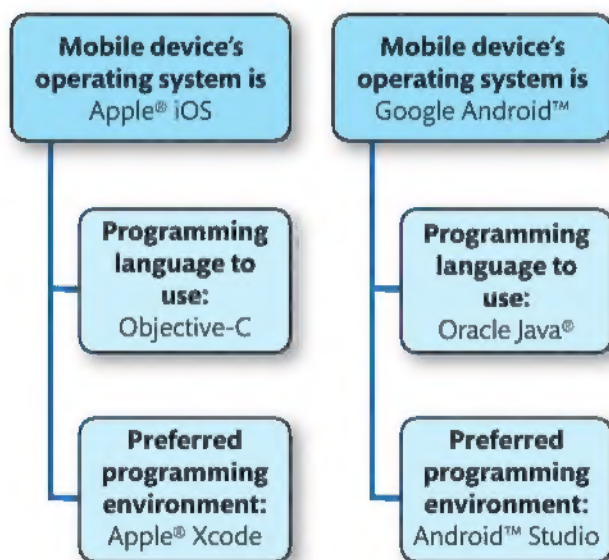 Mobile device's
operating system is
Apple® iOS
Programming
language to
use:
Objective-C
Preferred
programming
environment:
Apple® Xcode
Mobile device's
operating system is
Google Android™
Programming
language to
use:
Oracle Java®
Preferred
programming
environment:
Android™ Studio